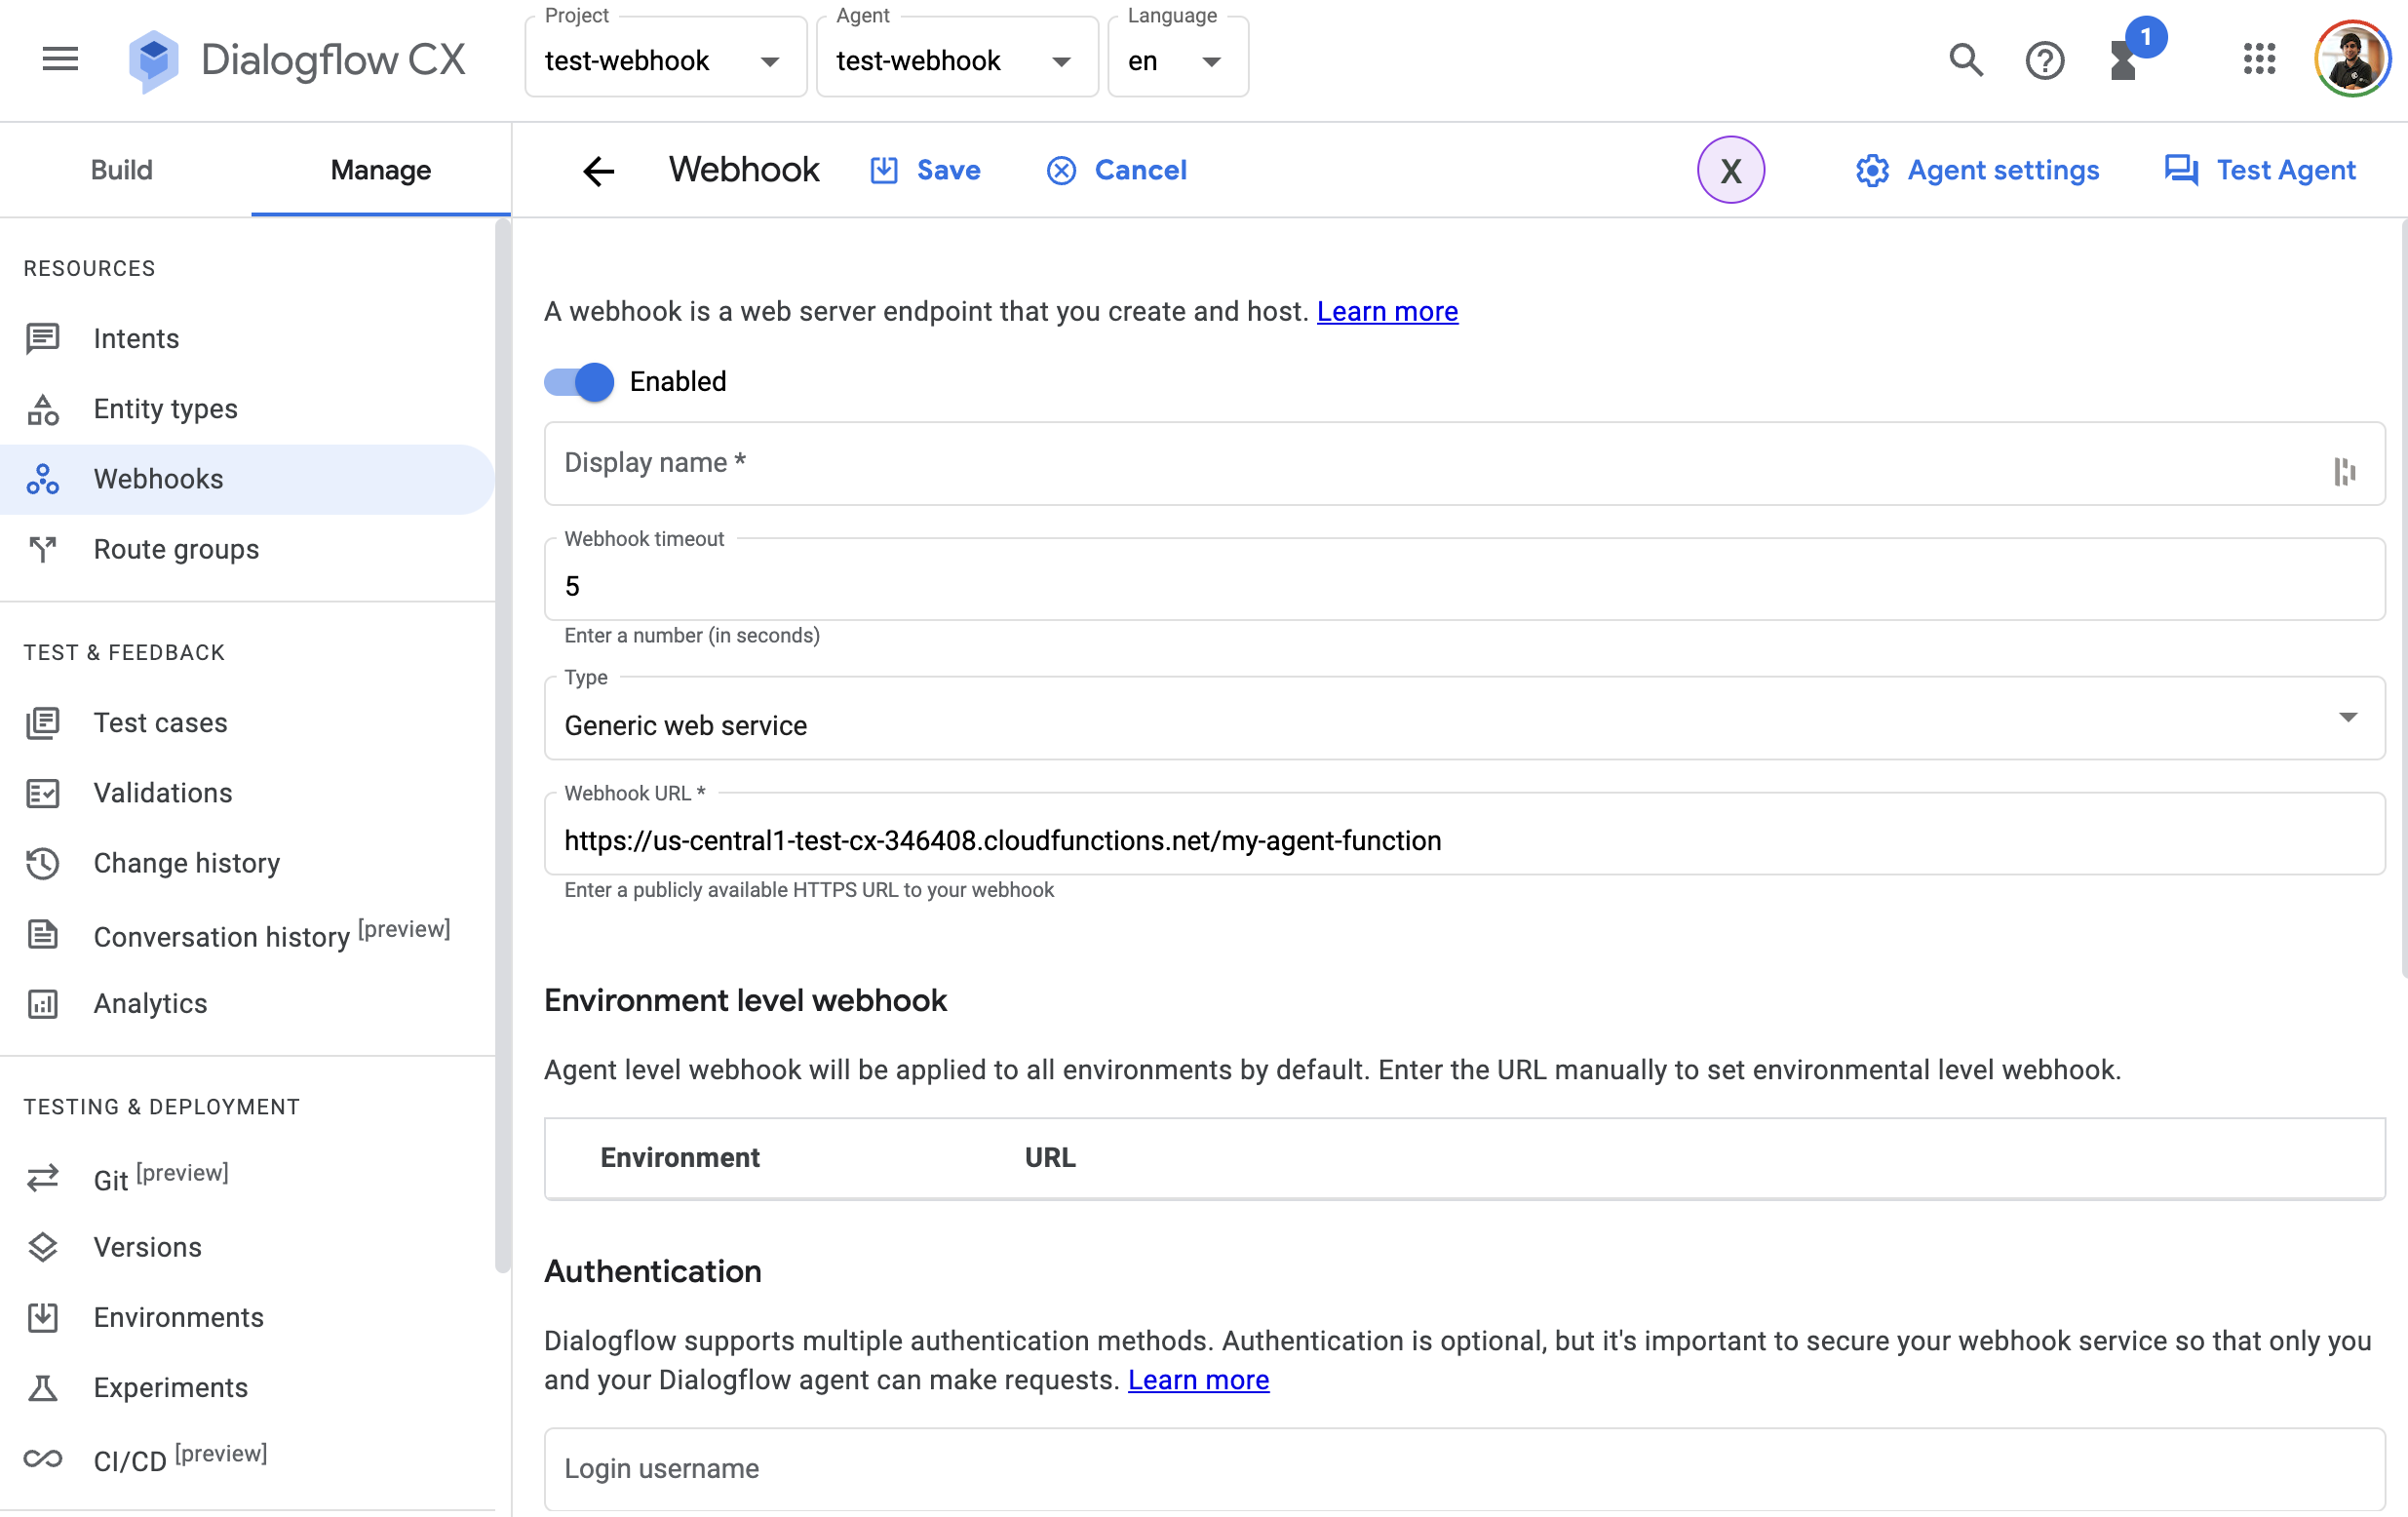 Project
Agent
Language
Dialogflow CX
test-webhook
test-webhook
en
1
Build
Manage
Webhook
Save
Cancel
X
Agent settings
Test Agent
RESOURCES
Intents
Entity types
Webhooks
Route groups
TEST & FEEDBACK
Test cases
Validations
Change history
Conversation history [preview]
Analytics
TESTING & DEPLOYMENT
Git [preview]
Versions
Environments
Experiments
CI/CD [preview]
A webhook is a web server endpoint that you create and host. Learn more
Enabled
Display name *
Webhook timeout
5
Enter a number (in seconds)
Type
Generic web service
Webhook URL *
https://us-central1-test-cx-346408.cloudfunctions.net/my-agent-function
Enter a publicly available HTTPS URL to your webhook
Environment level webhook
Agent level webhook will be applied to all environments by default. Enter the URL manually to set environmental level webhook.
Environment
URL
Authentication
Dialogflow supports multiple authentication methods. Authentication is optional, but it's important to secure your webhook service so that only you
and your Dialogflow agent can make requests. Learn more
Login username